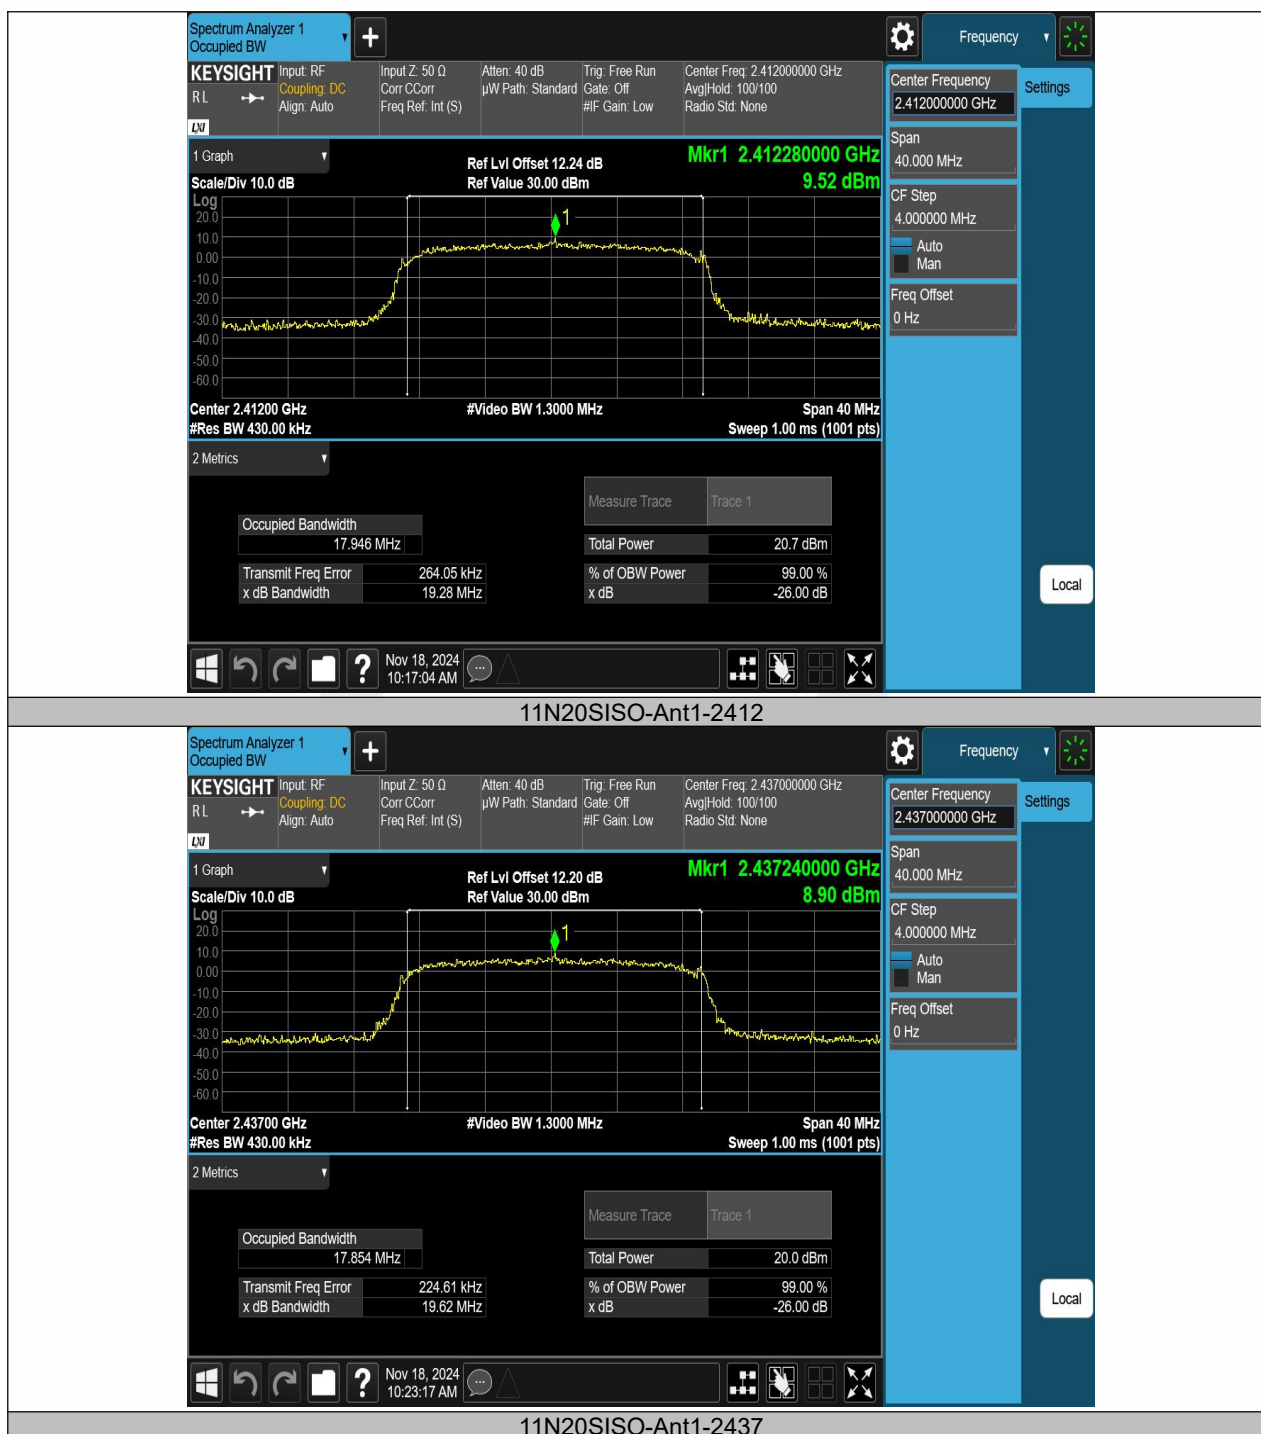 Spectrum Analyzer 1
Occupied BW
+
Frequency
KEYSIGHT
R L
LXI
Input: RF
Coupling: DC
Align: Auto
Input Z: 50 Ω
Corr CCorr
Freq Ref: Int (S)
Atten: 40 dB
µW Path: Standard
Trig: Free Run
Gate: Off
#IF Gain: Low
Center Freq: 2.412000000 GHz
Avg|Hold: 100/100
Radio Std: None
Center Frequency
2.412000000 GHz
Settings
Span
40.000 MHz
CF Step
4.000000 MHz
Auto
Man
Freq Offset
0 Hz
Local
1 Graph
Scale/Div 10.0 dB
Ref Lvl Offset 12.24 dB
Ref Value 30.00 dBm
Mkr1 2.412280000 GHz
9.52 dBm
Log
20.0
10.0
0.00
-10.0
-20.0
-30.0
-40.0
-50.0
-60.0
1
Center 2.41200 GHz
#Res BW 430.00 kHz
#Video BW 1.3000 MHz
Span 40 MHz
Sweep 1.00 ms (1001 pts)
2 Metrics
Measure Trace Trace 1
Occupied Bandwidth
17.946 MHz
Total Power 20.7 dBm
Transmit Freq Error 264.05 kHz
x dB Bandwidth 19.28 MHz
% of OBW Power 99.00 %
x dB -26.00 dB
?
Nov 18, 2024
10:17:04 AM
11N20SISO-Ant1-2412
Spectrum Analyzer 1
Occupied BW
+
Frequency
KEYSIGHT
R L
LXI
Input: RF
Coupling: DC
Align: Auto
Input Z: 50 Ω
Corr CCorr
Freq Ref: Int (S)
Atten: 40 dB
µW Path: Standard
Trig: Free Run
Gate: Off
#IF Gain: Low
Center Freq: 2.437000000 GHz
Avg|Hold: 100/100
Radio Std: None
Center Frequency
2.437000000 GHz
Settings
Span
40.000 MHz
CF Step
4.000000 MHz
Auto
Man
Freq Offset
0 Hz
Local
1 Graph
Scale/Div 10.0 dB
Ref Lvl Offset 12.20 dB
Ref Value 30.00 dBm
Mkr1 2.437240000 GHz
8.90 dBm
Log
20.0
10.0
0.00
-10.0
-20.0
-30.0
-40.0
-50.0
-60.0
1
Center 2.43700 GHz
#Res BW 430.00 kHz
#Video BW 1.3000 MHz
Span 40 MHz
Sweep 1.00 ms (1001 pts)
2 Metrics
Measure Trace Trace 1
Occupied Bandwidth
17.854 MHz
Total Power 20.0 dBm
Transmit Freq Error 224.61 kHz
x dB Bandwidth 19.62 MHz
% of OBW Power 99.00 %
x dB -26.00 dB
?
Nov 18, 2024
10:23:17 AM
11N20SISO-Ant1-2437